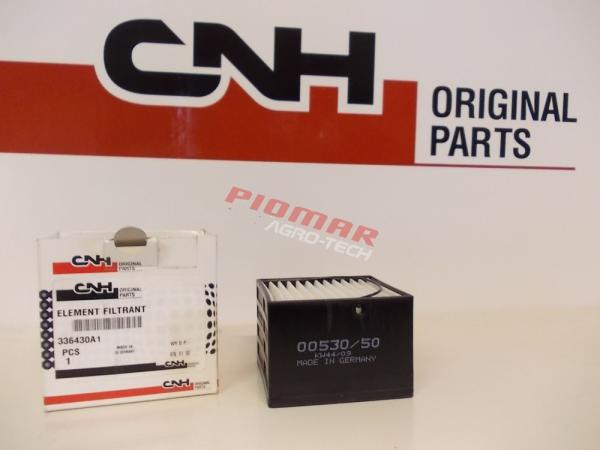 CNH
ORIGINAL
PARTS
PIOMAR
AGRO-TECH
CNH
ORIGINAL
PARTS
CNH
ORIGINAL
PARTS
ELEMENT FILTRANT
336430A1
MADE IN
GERMANY
PCS
1
CNH
ORIGINAL
PARTS
00530/50
KW44/09
MADE IN GERMANY